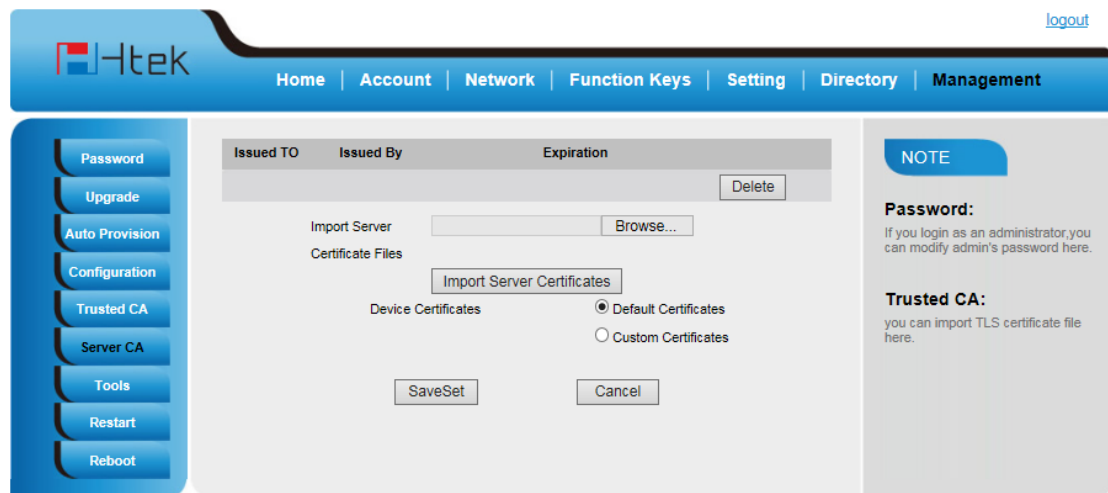 logout
Htek
Home Account Network Function Keys Setting Directory Management
Password
Upgrade
Auto Provision
Configuration
Trusted CA
Server CA
Tools
Restart
Reboot
Issued TO Issued By Expiration
Delete
Import Server Browse...
Certificate Files
Import Server Certificates
Device Certificates Default Certificates
Custom Certificates
SaveSet Cancel
NOTE
Password:
If you login as an administrator,you
can modify admin's password here.
Trusted CA:
you can import TLS certificate file
here.